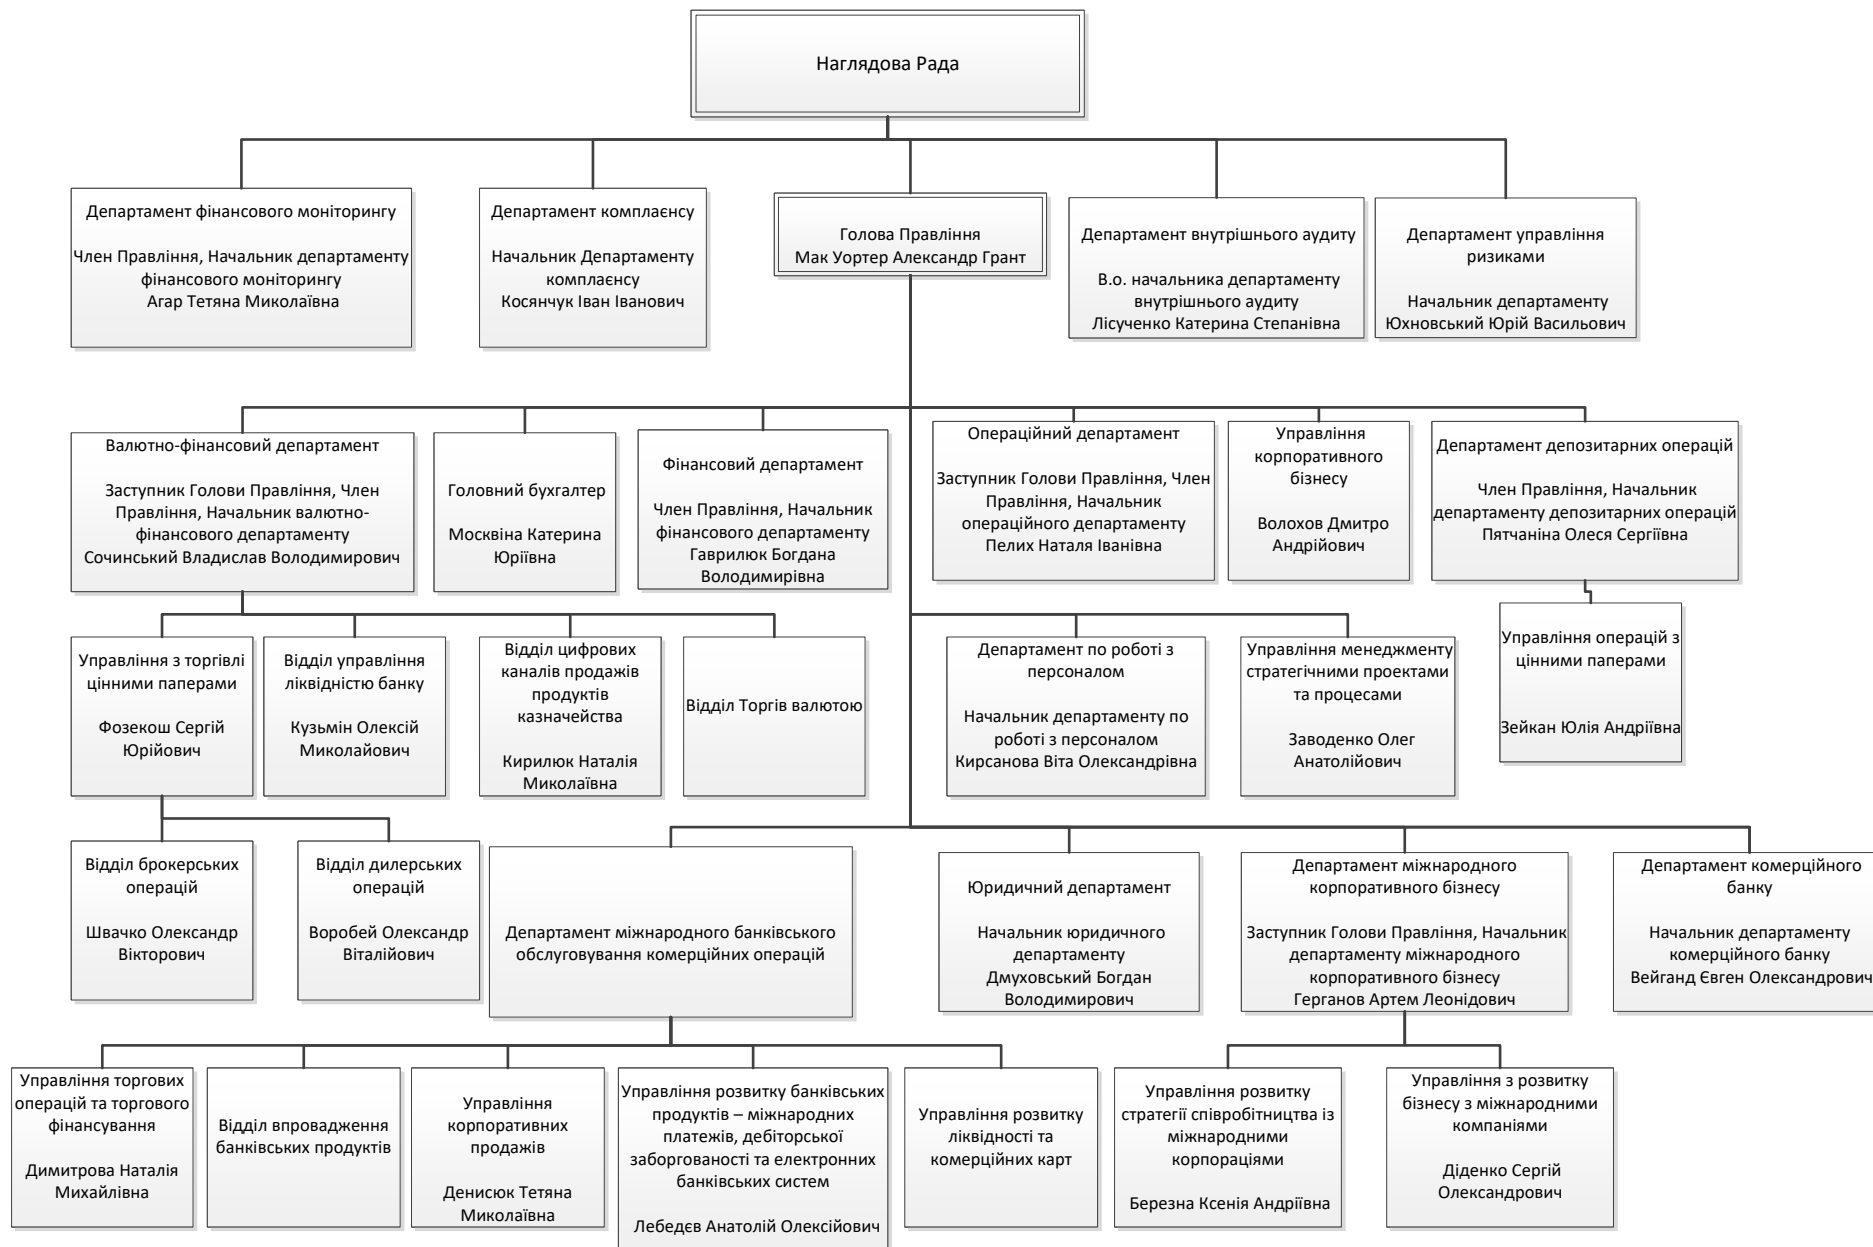 Наглядова Рада
Департамент фінансового моніторингу
Член Правління, Начальник департаменту
фінансового моніторингу
Агар Тетяна Миколаївна
Департамент комплаєнсу
Начальник Департаменту
комплаєнсу
Косянчук Іван Іванович
Голова Правління
Мак Уортер Александр Грант
Департамент внутрішнього аудиту
В.о. начальника департаменту
внутрішнього аудиту
Лісученко Катерина Степанівна
Департамент управління
ризиками
Начальник департаменту
Юхновський Юрій Васильович
Валютно-фінансовий департамент
Заступник Голови Правління, Член
Правління, Начальник валютно-
фінансового департаменту
Сочинський Владислав Володимирович
Головний бухгалтер
Москвіна Катерина
Юріївна
Фінансовий департамент
Член Правління, Начальник
фінансового департаменту
Гаврилюк Богдана
Володимирівна
Операційний департамент
Заступник Голови Правління, Член
Правління, Начальник
операційного департаменту
Пелих Наталя Іванівна
Управління
корпоративного
бізнесу
Волохов Дмитро
Андрійович
Департамент депозитарних операцій
Член Правління, Начальник
департаменту депозитарних операцій
Пятчаніна Олеся Сергіївна
Управління з торгівлі
цінними паперами
Фозекош Сергій
Юрійович
Відділ управління
ліквідністю банку
Кузьмін Олексій
Миколайович
Відділ цифрових
каналів продажів
продуктів
казначейства
Кирилюк Наталія
Миколаївна
Відділ Торгів валютою
Департамент по роботі з
персоналом
Начальник департаменту по
роботі з персоналом
Кирсанова Віта Олександрівна
Управління менеджменту
стратегічними проектами
та процесами
Заводенко Олег
Анатолійович
Управління операцій з
цінними паперами
Зейкан Юлія Андріївна
Відділ брокерських
операцій
Швачко Олександр
Вікторович
Відділ дилерських
операцій
Воробей Олександр
Віталійович
Департамент міжнародного банківського
обслуговування комерційних операцій
Юридичний департамент
Начальник юридичного
департаменту
Дмуховський Богдан
Володимирович
Департамент міжнародного
корпоративного бізнесу
Заступник Голови Правління, Начальник
департаменту міжнародного
корпоративного бізнесу
Герганов Артем Леонідович
Департамент комерційного
банку
Начальник департаменту
комерційного банку
Вейганд Євген Олександрович
Управління торгових
операцій та торгового
фінансування
Димитрова Наталія
Михайлівна
Відділ впровадження
банківських продуктів
Управління
корпоративних
продажів
Денисюк Тетяна
Миколаївна
Управління розвитку банківських
продуктів – міжнародних
платежів, дебіторської
заборгованості та електронних
банківських систем
Лебедєв Анатолій Олексійович
Управління розвитку
ліквідності та
комерційних карт
Управління розвитку
стратегії співробітництва із
міжнародними
корпораціями
Березна Ксенія Андріївна
Управління з розвитку
бізнесу з міжнародними
компаніями
Діденко Сергій
Олександрович